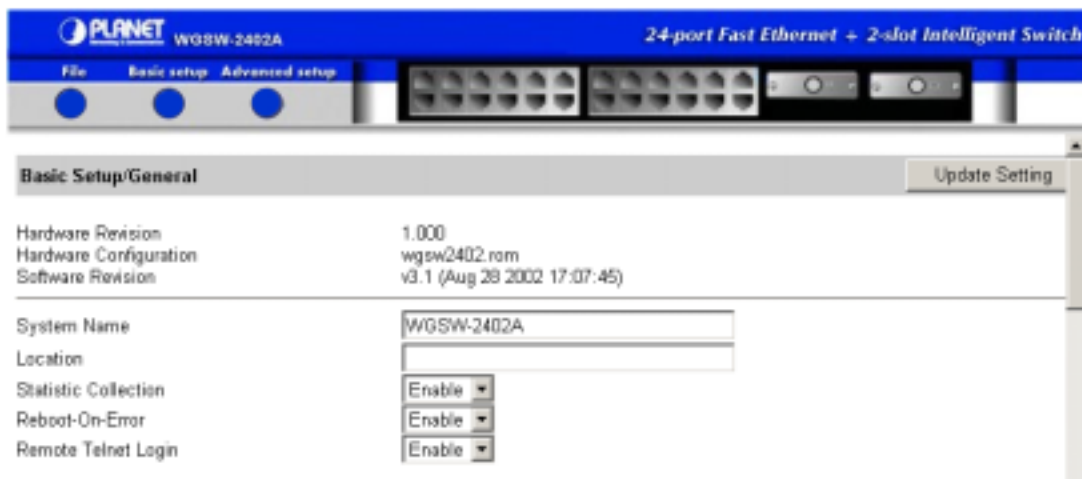 PLANET WGSW-2402A
24-port Fast Ethernet + 2-slot Intelligent Switch
File Basic setup Advanced setup
Basic Setup/General Update Setting
Hardware Revision 1.000
Hardware Configuration wgsw2402.rom
Software Revision v3.1 (Aug 28 2002 17:07:45)
System Name WGSW-2402A
Location
Statistic Collection Enable
Reboot-On-Error Enable
Remote Telnet Login Enable